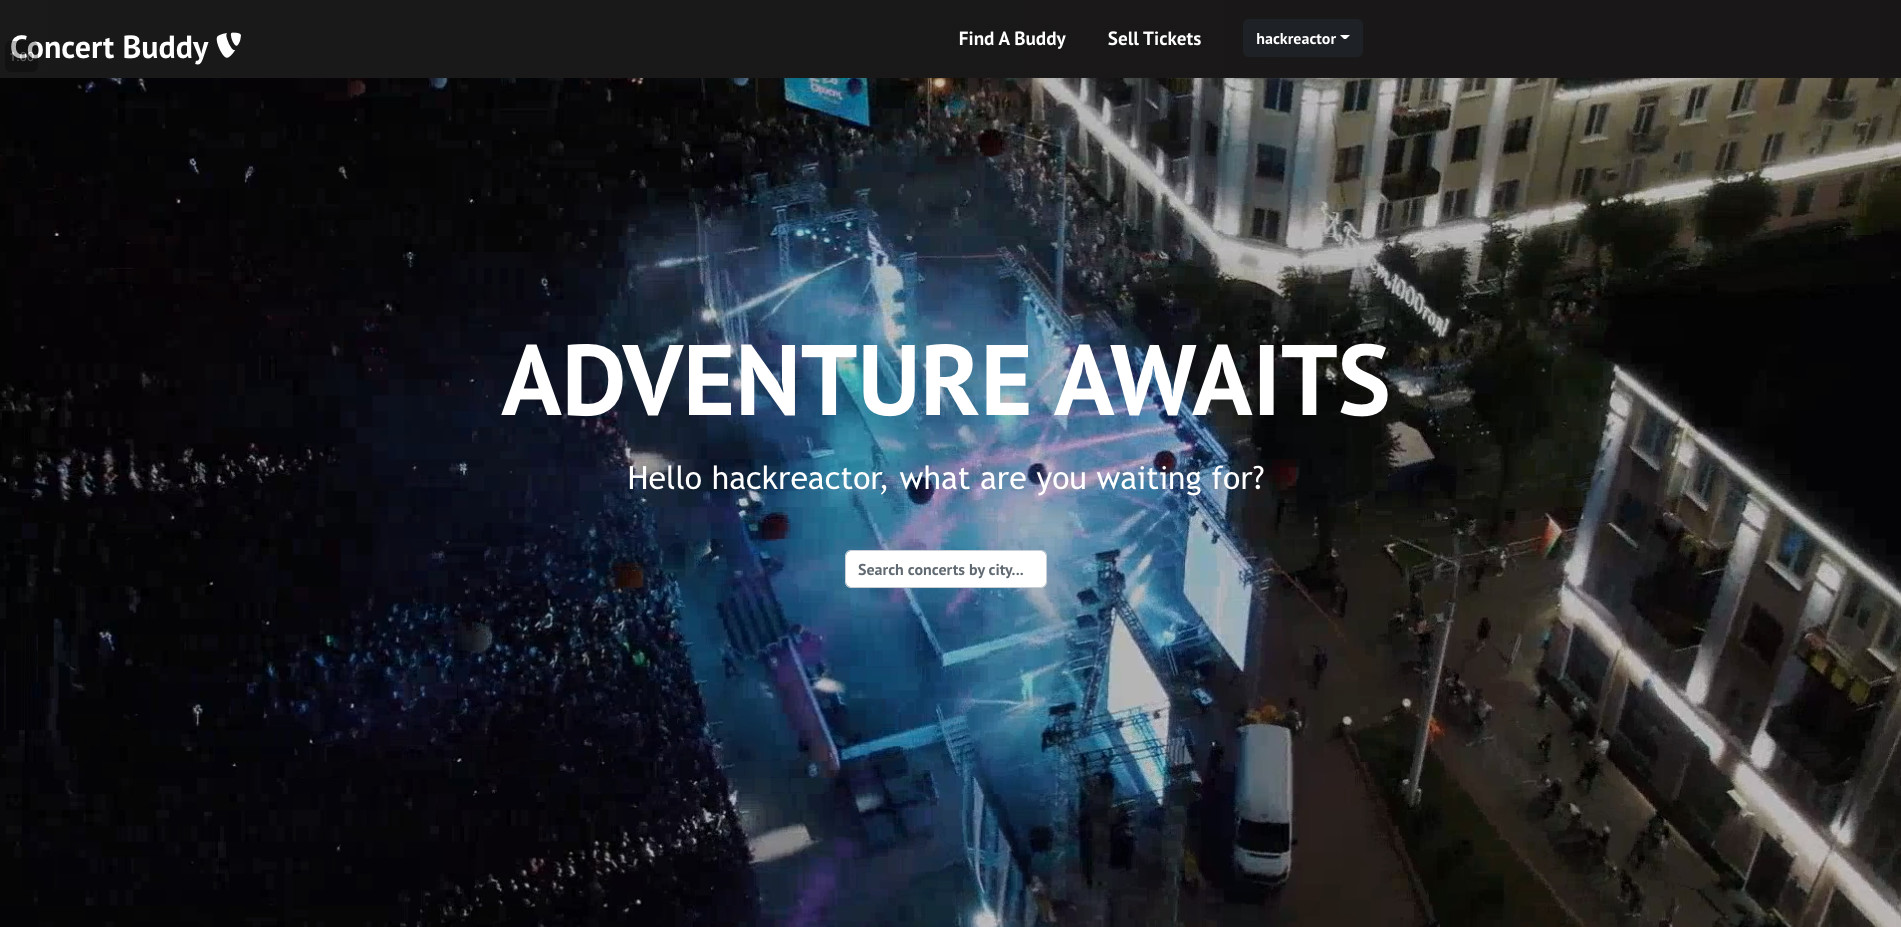 Concert Buddy
Find A Buddy
Sell Tickets
hackreactor
ADVENTURE AWAITS
Hello hackreactor, what are you waiting for?
Search concerts by city...